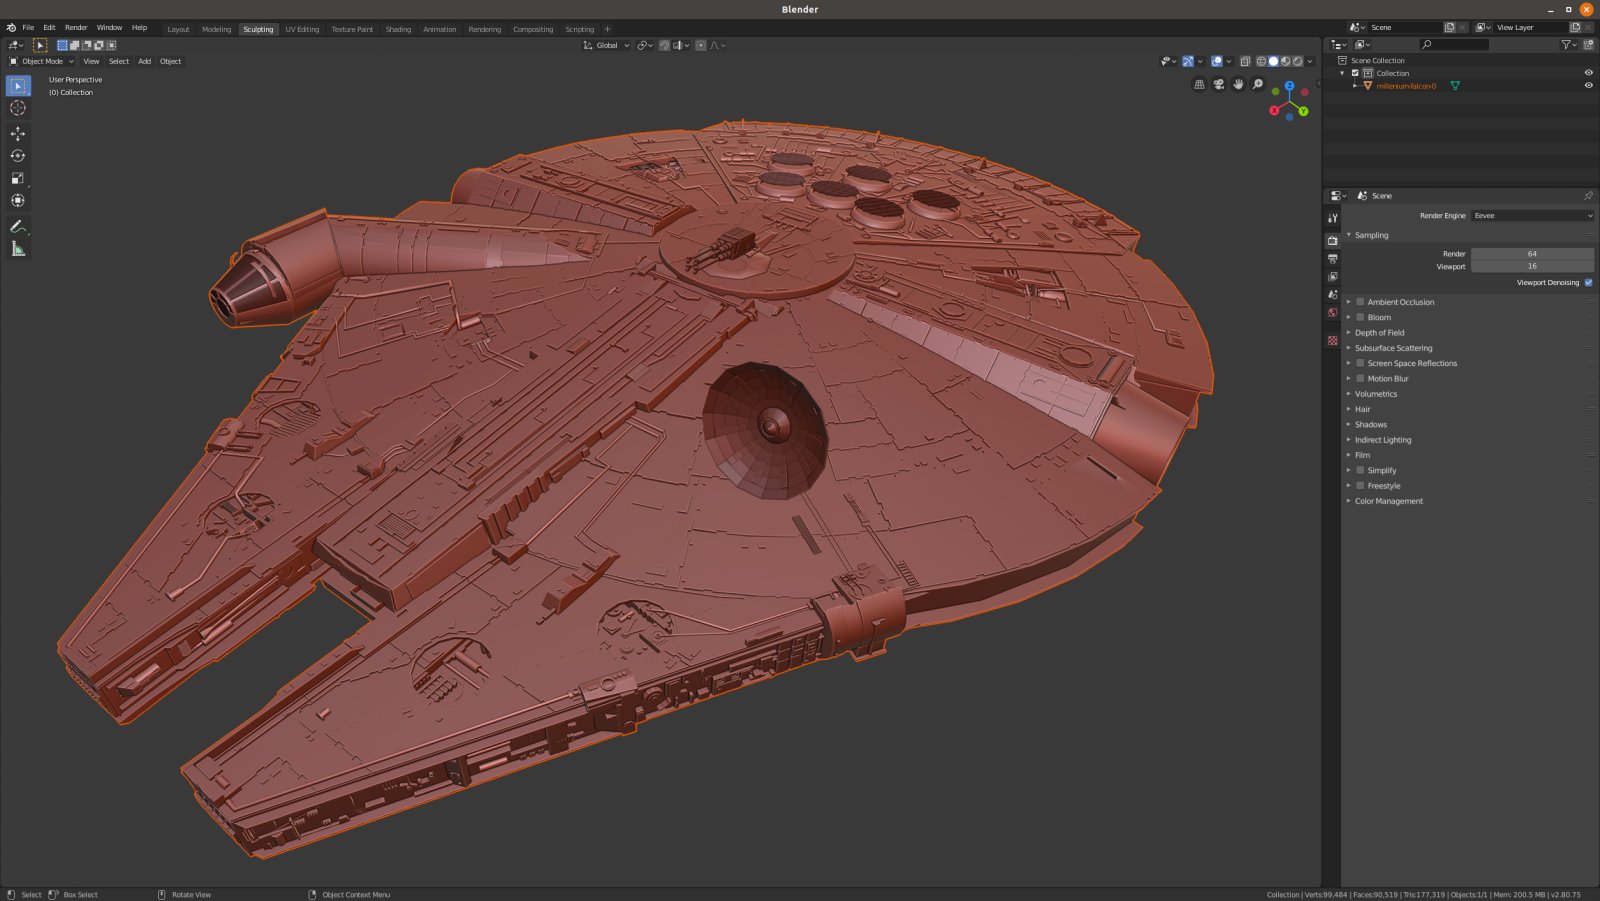 Blender
File Edit Render Window Help Layout Modeling Sculpting UV Editing Texture Paint Shading Animation Rendering Compositing Scripting + Scene View Layer
Global
Object Mode View Select Add Object
User Perspective
(0) Collection
Z
X
Y
Scene Collection
Collection
millenium-falcon-0
Scene
Render Engine Eevee
Sampling
Render 64
Viewport 16
Viewport Denoising
Ambient Occlusion
Bloom
Depth of Field
Subsurface Scattering
Screen Space Reflections
Motion Blur
Volumetrics
Hair
Shadows
Indirect Lighting
Film
Simplify
Freestyle
Color Management
Select Box Select Rotate View Object Context Menu Collection | Verts:99,484 | Faces:90,519 | Tris:177,319 | Objects:1/1 | Mem: 200.5 MB | v2.80.75